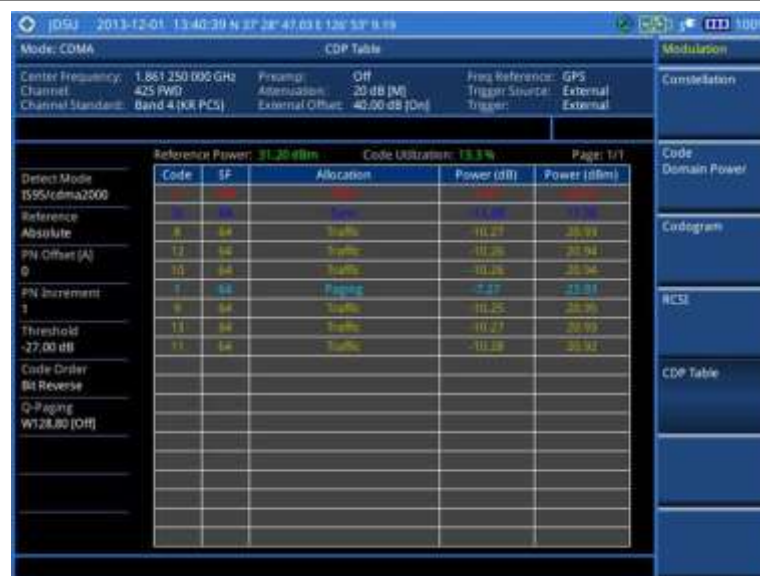 JDSU 2013-12-01 13:40:39 N 37° 28' 47.03 E 126° 53' 9.19 100%
Mode: CDMA CDP Table Modulation
Center Frequency: 1.861 250 000 GHz Preamp: Off Freq Reference: GPS
Channel: 425 FWD Attenuation: 20 dB [M] Trigger Source: External
Channel Standard: Band 4 (KR PCS) External Offset: 40.00 dB [On] Trigger: External
Constellation
Reference Power: 31.20 dBm Code Utilization: 13.3 % Page: 1/1
Code SF Allocation Power (dB) Power (dBm)
8 64 Traffic -10.27 20.93
12 64 Traffic -10.26 20.94
10 64 Traffic -10.26 20.94
1 64 Paging -7.27 23.93
9 64 Traffic -10.25 20.95
13 64 Traffic -10.27 20.93
11 64 Traffic -10.28 20.92
Detect Mode
IS95/cdma2000
Reference
Absolute
PN Offset [A]
0
PN Increment
1
Threshold
-27.00 dB
Code Order
Bit Reverse
Q-Paging
W128,80 [Off]
Code
Domain Power
Codogram
RCSI
CDP Table